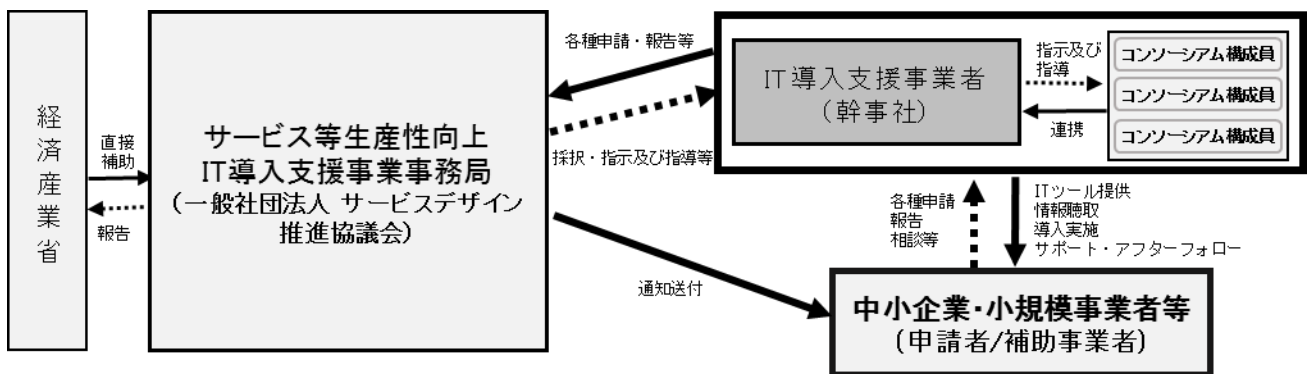 経済産業省
直接
補助
報告
サービス等生産性向上
IT導入支援事業事務局
(一般社団法人 サービスデザイン
推進協議会)
各種申請・報告等
採択・指示及び指導等
通知送付
IT導入支援事業者
(幹事社)
指示及び
指導
連携
コンソーシアム構成員
コンソーシアム構成員
コンソーシアム構成員
各種申請
報告
相談等
ITツール提供
情報聴取
導入実施
サポート・アフターフォロー
中小企業・小規模事業者等
(申請者/補助事業者)